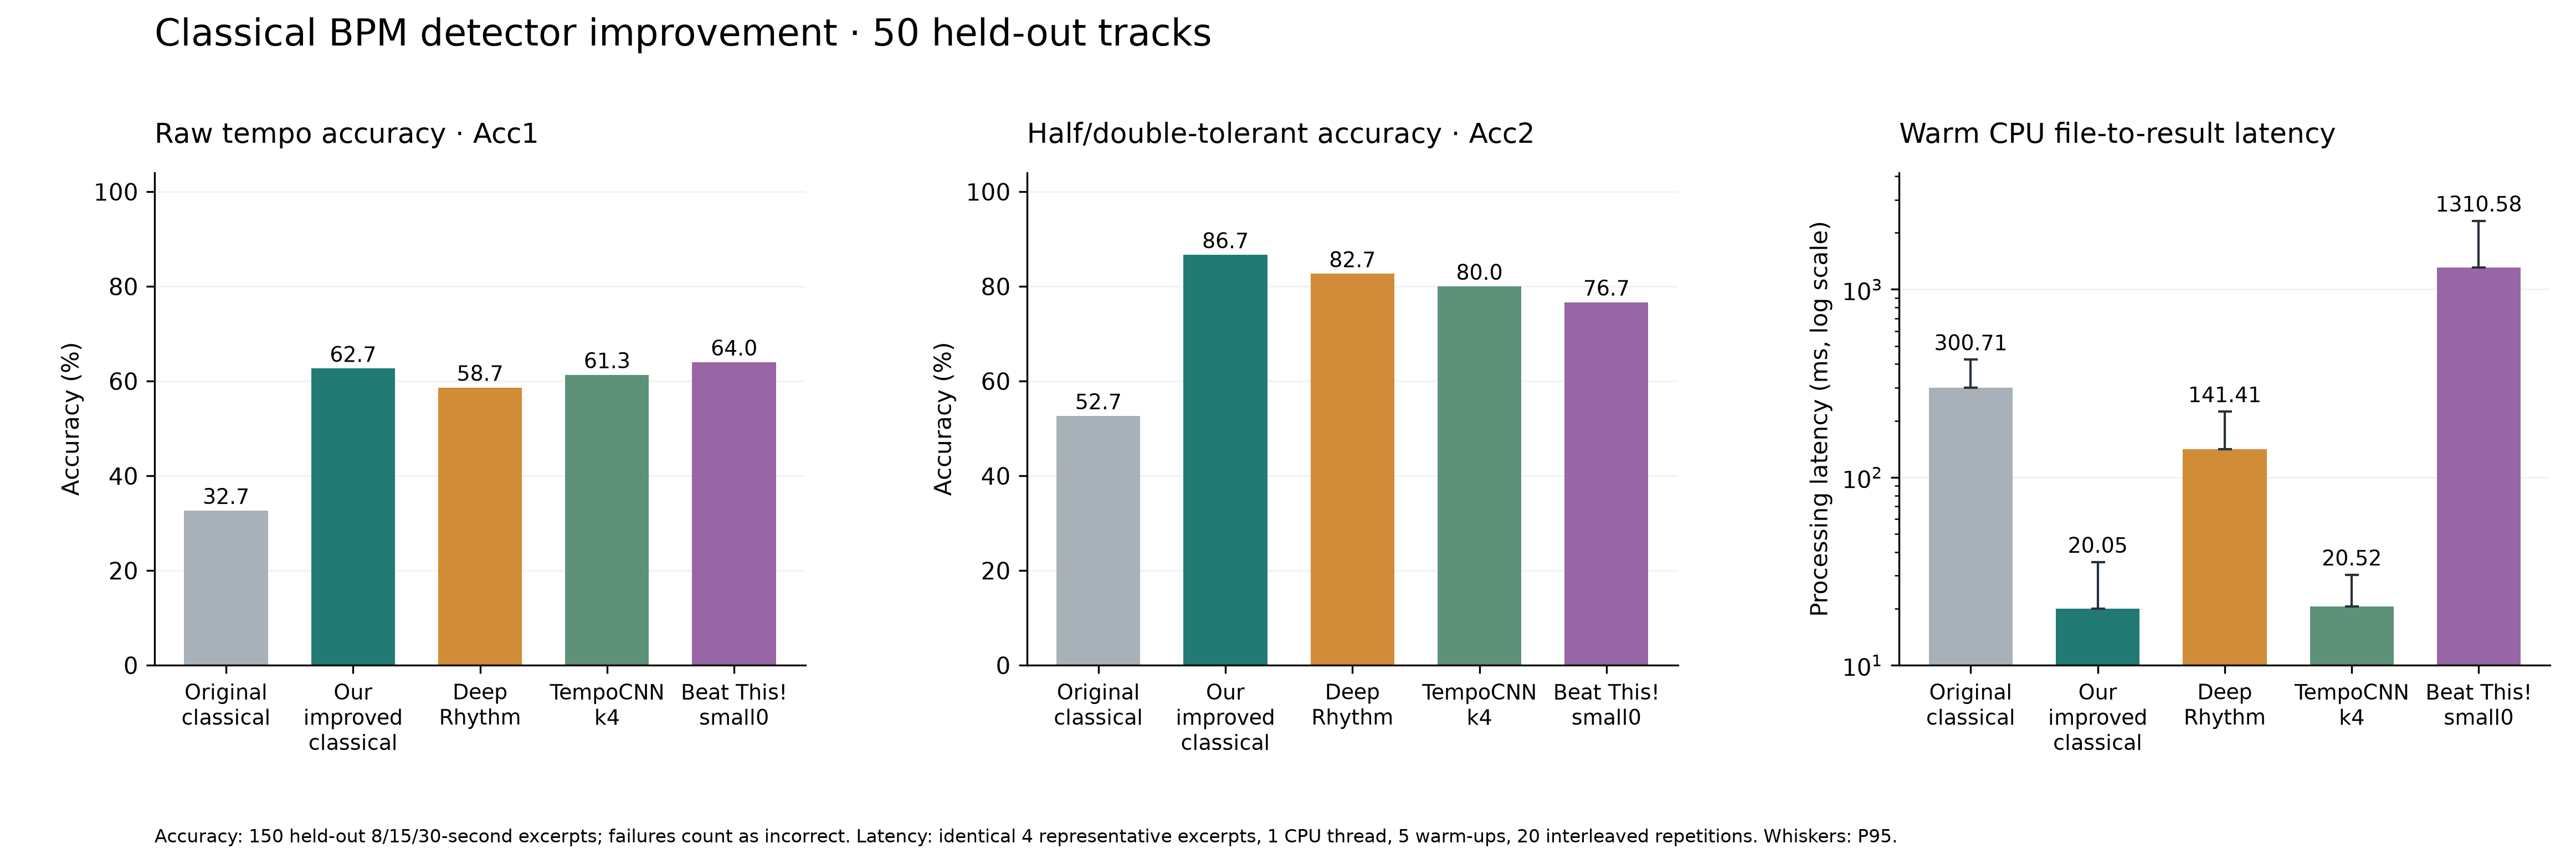 Classical BPM detector improvement · 50 held-out tracks
Raw tempo accuracy · Acc1
Accuracy (%)
100
80
60
40
20
0
32.7
62.7
58.7
61.3
64.0
Original classical
Our improved classical
Deep Rhythm
TempoCNN k4
Beat This! small0
Half/double-tolerant accuracy · Acc2
Accuracy (%)
100
80
60
40
20
0
52.7
86.7
82.7
80.0
76.7
Original classical
Our improved classical
Deep Rhythm
TempoCNN k4
Beat This! small0
Warm CPU file-to-result latency
Processing latency (ms, log scale)
10³
10²
10¹
300.71
20.05
141.41
20.52
1310.58
Original classical
Our improved classical
Deep Rhythm
TempoCNN k4
Beat This! small0
Accuracy: 150 held-out 8/15/30-second excerpts; failures count as incorrect. Latency: identical 4 representative excerpts, 1 CPU thread, 5 warm-ups, 20 interleaved repetitions. Whiskers: P95.